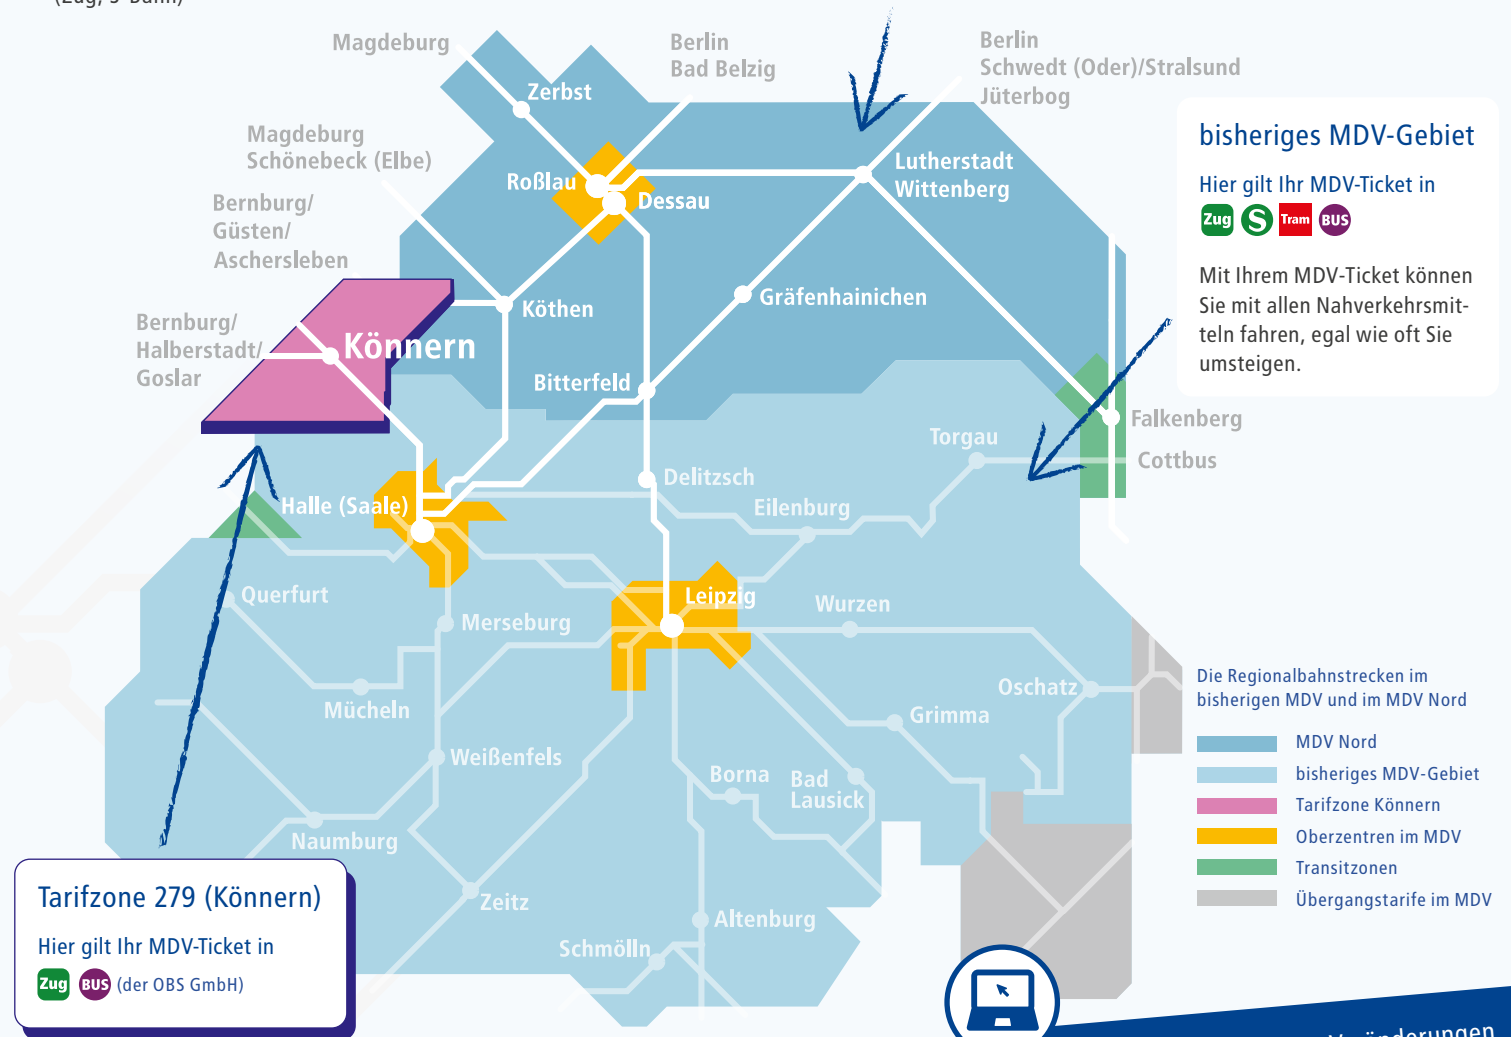 (Zug, S-Bahn)
Magdeburg
Berlin
Bad Belzig
Berlin
Schwedt (Oder)/Stralsund
Jüterbog
Zerbst
Magdeburg
Schönebeck (Elbe)
Roßlau
Dessau
Lutherstadt
Wittenberg
Bernburg/
Güsten/
Aschersleben
bisheriges MDV-Gebiet
Hier gilt Ihr MDV-Ticket in
Zug S Tram BUS
Mit Ihrem MDV-Ticket können
Sie mit allen Nahverkehrsmit-
teln fahren, egal wie oft Sie
umsteigen.
Köthen
Gräfenhainichen
Bernburg/
Halberstadt/
Goslar
Könnern
Bitterfeld
Falkenberg
Torgau
Cottbus
Delitzsch
Halle (Saale)
Eilenburg
Querfurt
Merseburg
Leipzig
Wurzen
Oschatz
Mücheln
Grimma
Weißenfels
Borna
Bad
Lausick
Naumburg
Zeitz
Altenburg
Schmölln
Die Regionalbahnstrecken im
bisherigen MDV und im MDV Nord
MDV Nord
bisheriges MDV-Gebiet
Tarifzone Könnern
Oberzentren im MDV
Transitzonen
Übergangstarife im MDV
Tarifzone 279 (Könnern)
Hier gilt Ihr MDV-Ticket in
Zug BUS (der OBS GmbH)
Veränderungen